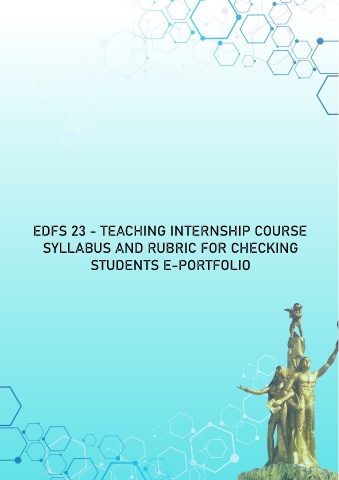 EDFS 23 - TEACHING INTERNSHIP COURSE
SYLLABUS AND RUBRIC FOR CHECKING
STUDENTS E-PORTFOLIO